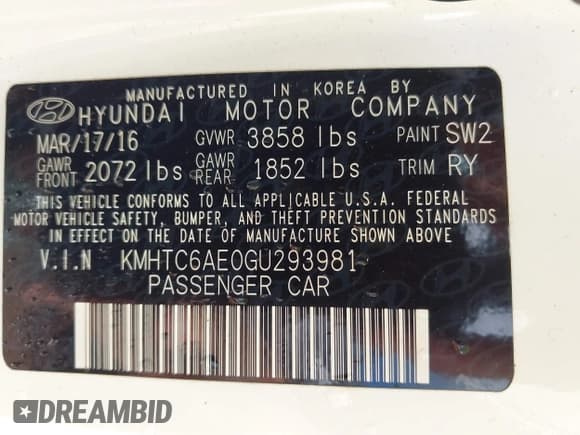 MANUFACTURED IN KOREA BY
HYUNDAI MOTOR COMPANY
MAR/17/16 GVWR 3858 lbs PAINT SW2
GAWR FRONT 2072 lbs GAWR REAR 1852 lbs TRIM RY
THIS VEHICLE CONFORMS TO ALL APPLICABLE U.S.A. FEDERAL
MOTOR VEHICLE SAFETY, BUMPER, AND THEFT PREVENTION STANDARDS
IN EFFECT ON THE DATE OF MANUFACTURE SHOWN ABOVE.
V.I.N KMHTC6AE0GU293981
PASSENGER CAR
DREAMBID